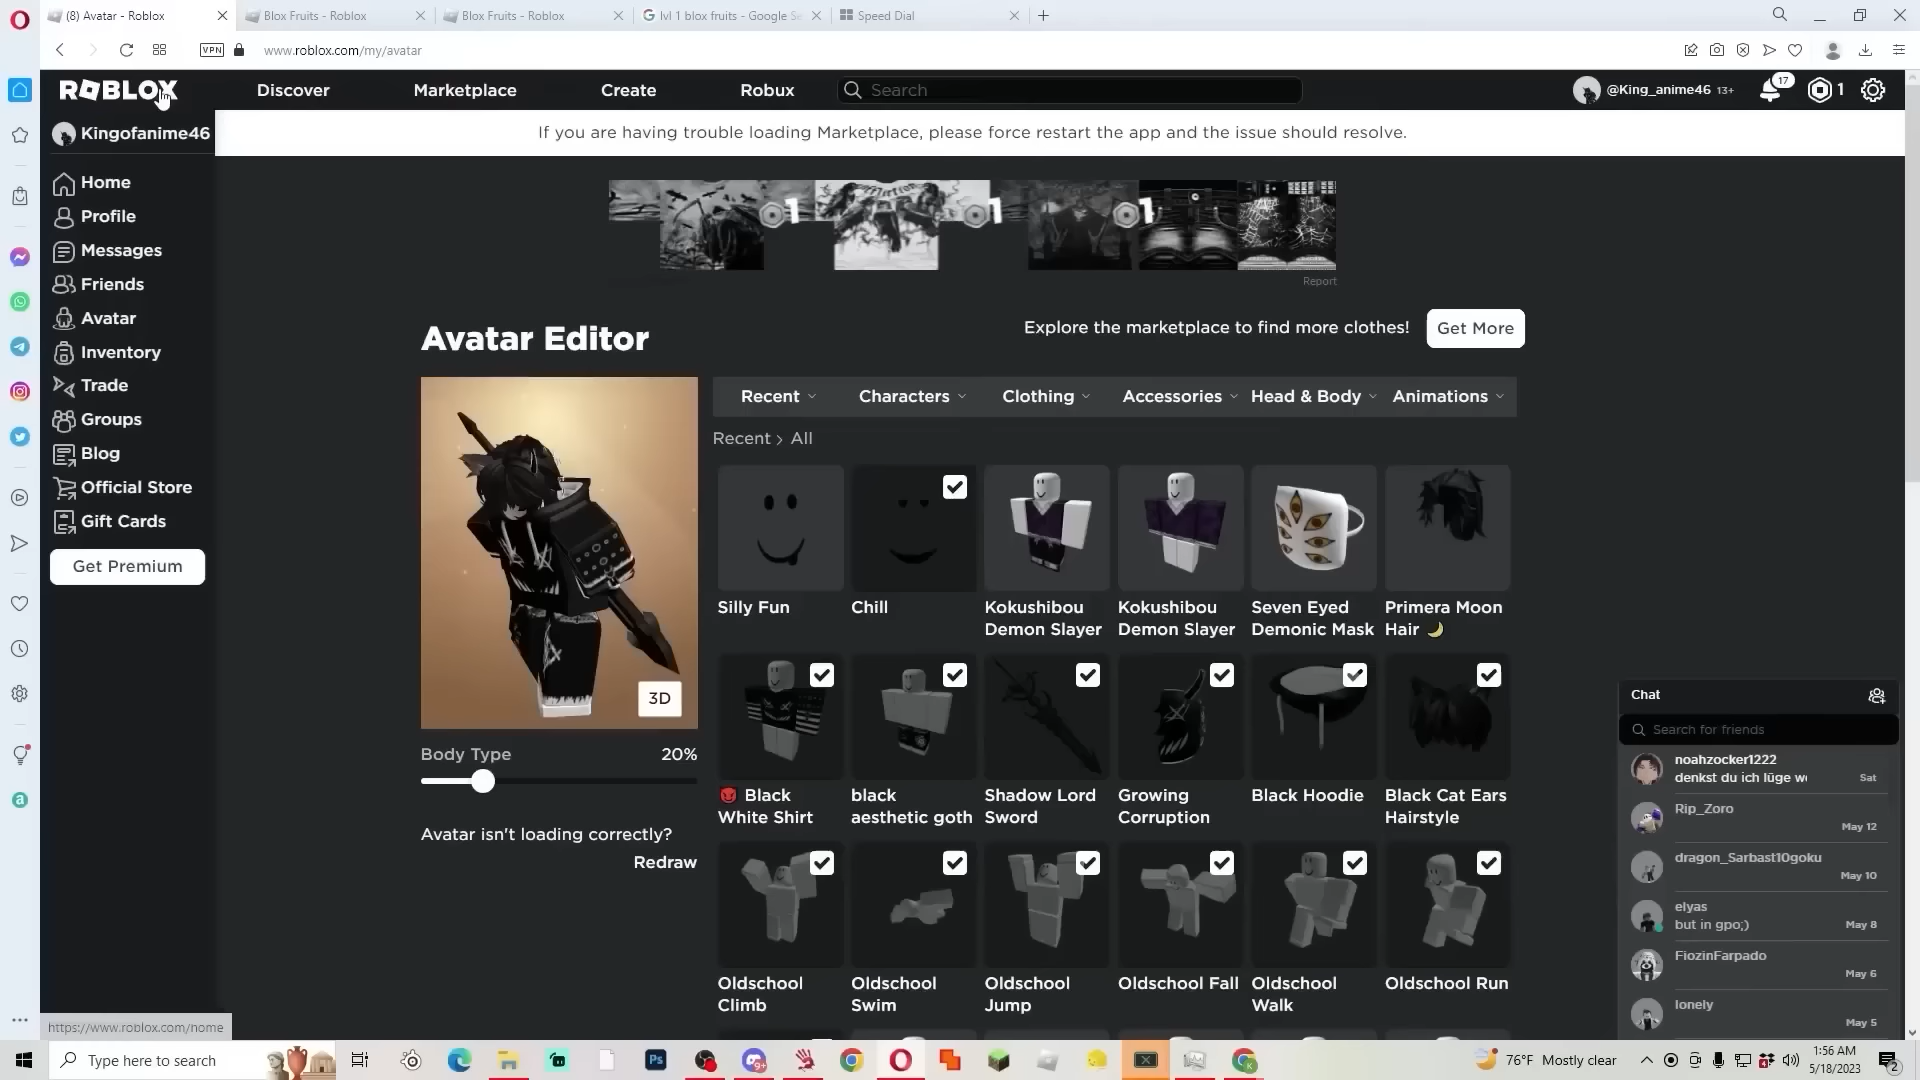 (8) Avatar - Roblox
Blox Fruits - Roblox
Blox Fruits - Roblox
lvl 1 blox fruits - Google Se
Speed Dial
VPN
www.roblox.com/my/avatar
ROBLOX
Discover
Marketplace
Create
Robux
Search
@King_anime46 13+
17
1
Kingofanime46
If you are having trouble loading Marketplace, please force restart the app and the issue should resolve.
Home
Profile
Messages
Friends
Avatar
Inventory
Trade
Groups
Blog
Official Store
Gift Cards
Get Premium
1
1
1
Report
Avatar Editor
Explore the marketplace to find more clothes!
Get More
Recent
Characters
Clothing
Accessories
Head & Body
Animations
Recent > All
3D
Body Type
20%
Avatar isn't loading correctly?
Redraw
Silly Fun
Chill
Kokushibou
Demon Slayer
Kokushibou
Demon Slayer
Seven Eyed
Demonic Mask
Primera Moon
Hair 🌙
👿 Black
White Shirt
black
aesthetic goth
Shadow Lord
Sword
Growing
Corruption
Black Hoodie
Black Cat Ears
Hairstyle
Oldschool
Climb
Oldschool
Swim
Oldschool
Jump
Oldschool Fall
Oldschool
Walk
Oldschool Run
Chat
Search for friends
noahzocker1222
denkst du ich lüge we
Sat
Rip_Zoro
May 12
dragon_Sarbast10goku
May 10
elyas
but in gpo;)
May 8
FiozinFarpado
May 6
lonely
May 5
https://www.roblox.com/home
Type here to search
Ps
9+
K
76°F Mostly clear
1:56 AM
5/18/2023
2